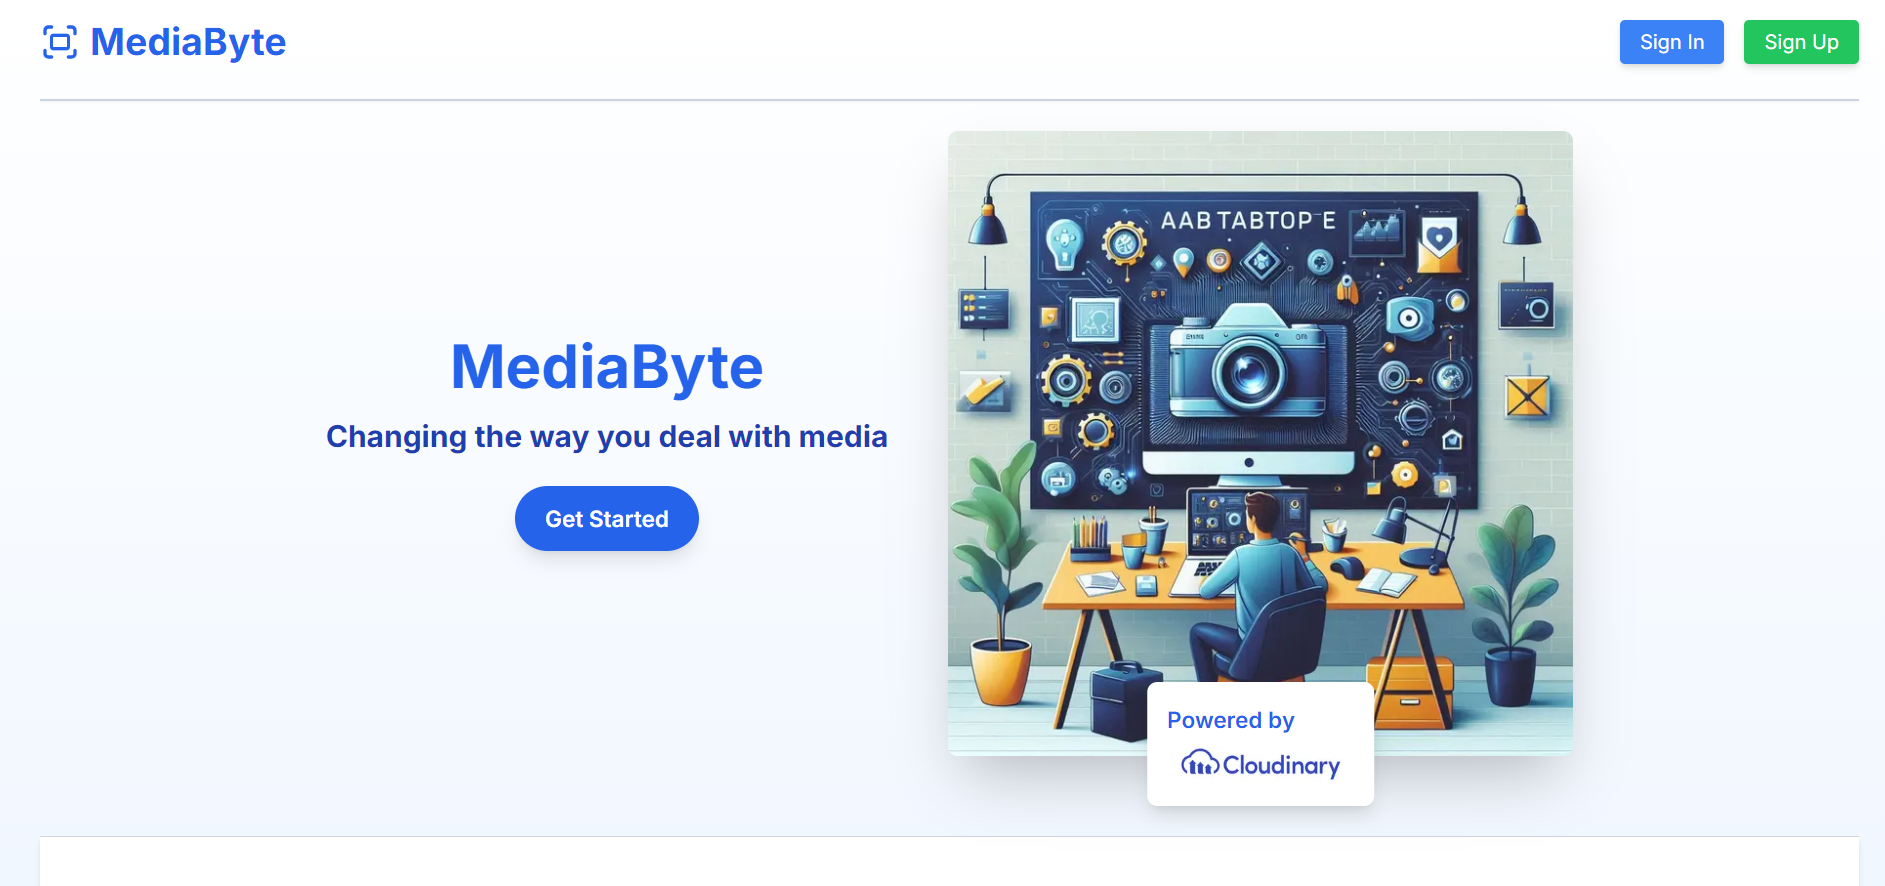 MediaByte
Sign In
Sign Up
AAB TABTOP E
MediaByte
Changing the way you deal with media
Get Started
Powered by
Cloudinary